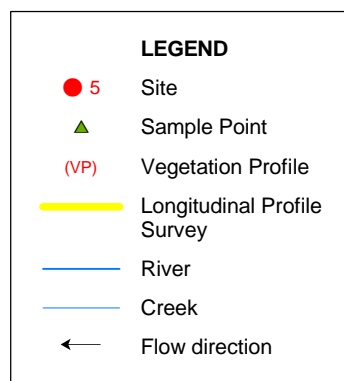 LEGEND
5 Site
Sample Point
(VP) Vegetation Profile
Longitudinal Profile
Survey
River
Creek
Flow direction